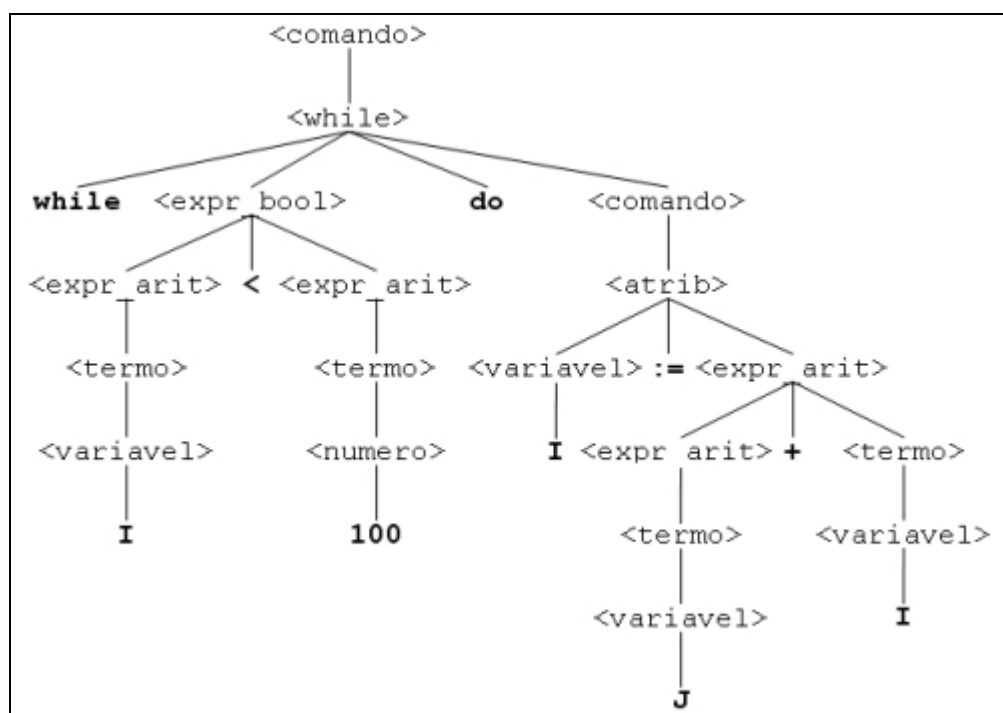 <comando>
<while>
while <expr_bool> do <comando>
<expr_arit> < <expr_arit> <atrib>
<termo> <termo> <variavel> := <expr_arit>
<variavel> <numero> I <expr_arit> + <termo>
I 100 <termo> <variavel>
<variavel> I
J